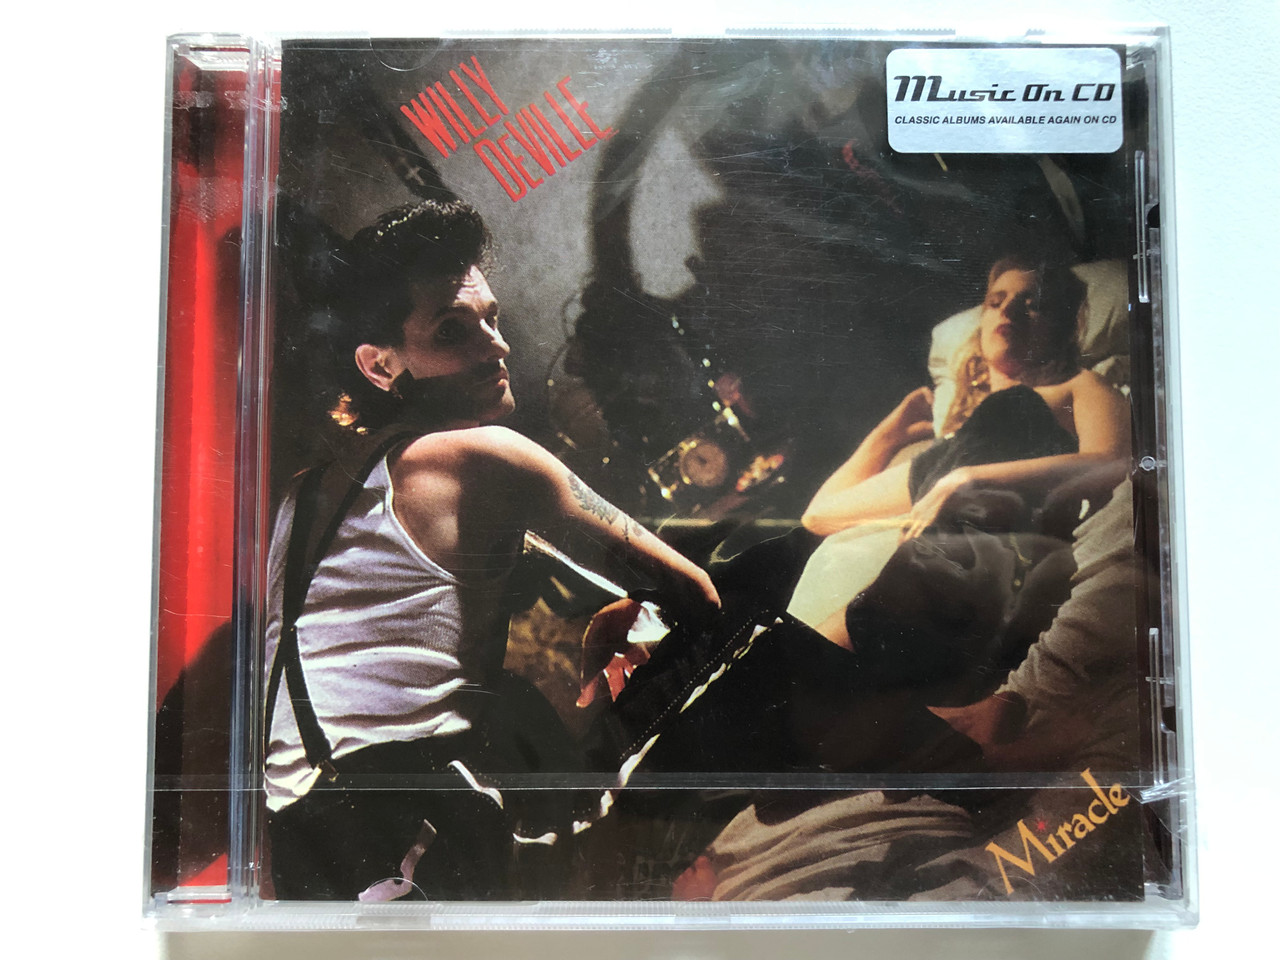 WILLY
DEVILLE
Music On CD
CLASSIC ALBUMS AVAILABLE AGAIN ON CD
Miracle